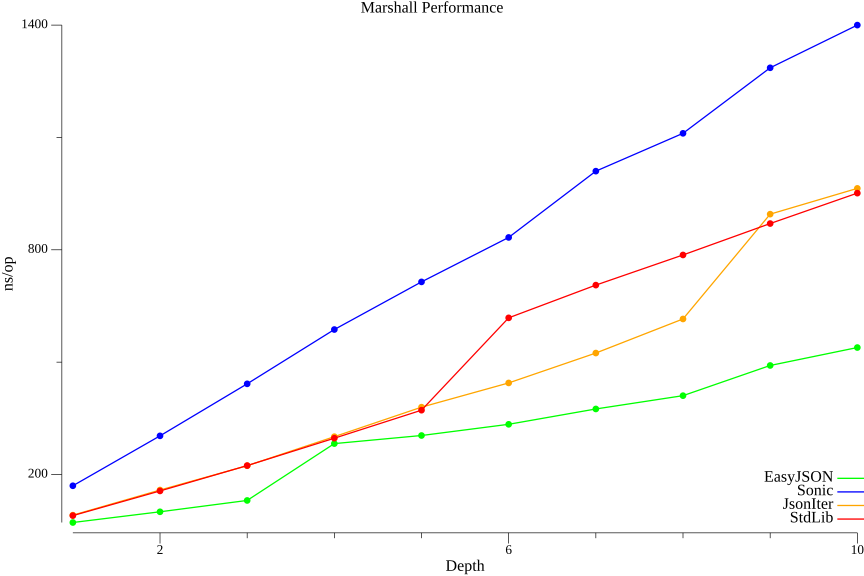 Marshall Performance
1400
800
200
ns/op
EasyJSON
Sonic
JsonIter
StdLib
2
6
10
Depth